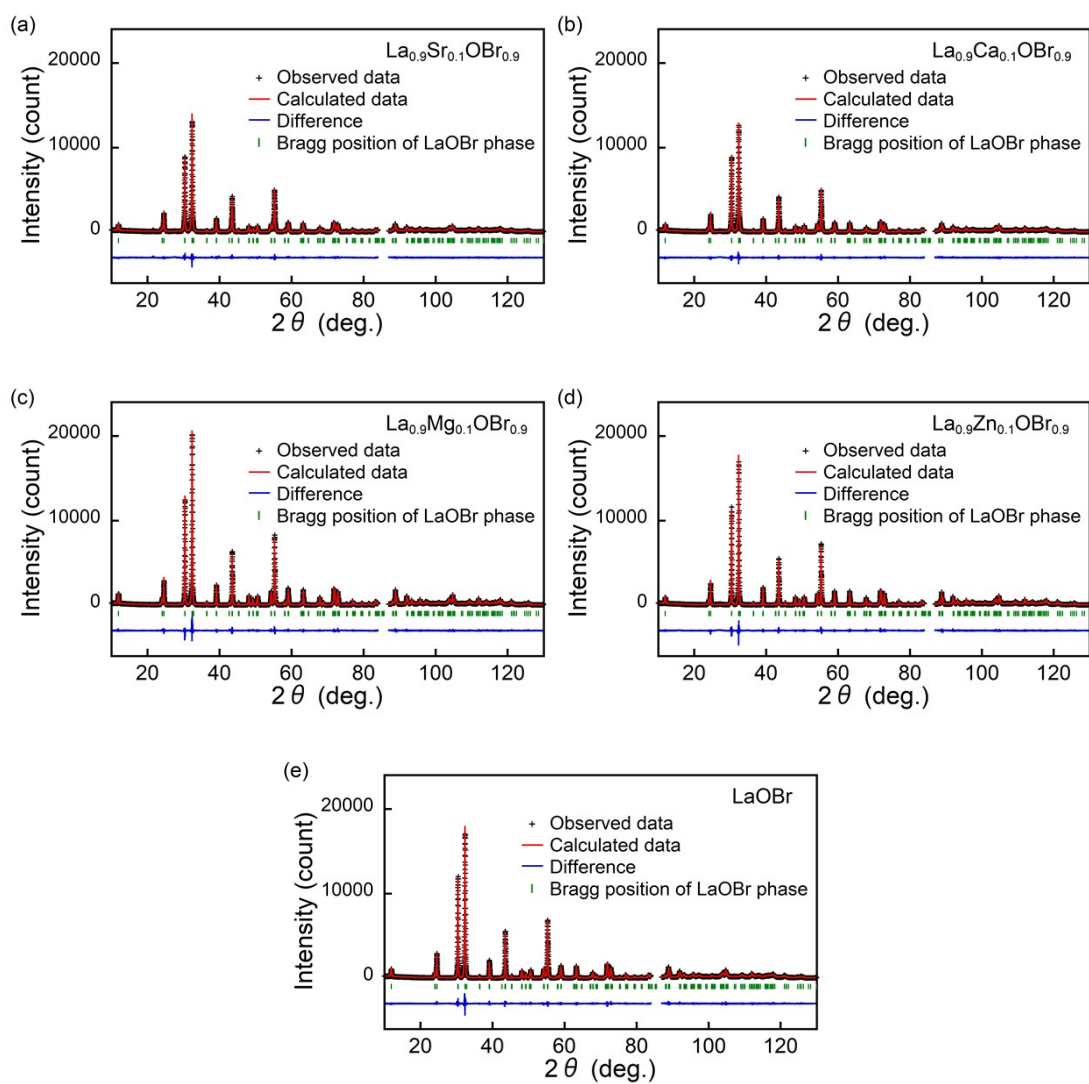 (a)
La0.9Sr0.1OBr0.9
Observed data
Calculated data
Difference
Bragg position of LaOBr phase
Intensity (count)
20000
10000
0
20 40 60 80 100 120
2θ (deg.)
(b)
La0.9Ca0.1OBr0.9
Observed data
Calculated data
Difference
Bragg position of LaOBr phase
Intensity (count)
20000
10000
0
20 40 60 80 100 120
2θ (deg.)
(c)
La0.9Mg0.1OBr0.9
Observed data
Calculated data
Difference
Bragg position of LaOBr phase
Intensity (count)
20000
10000
0
20 40 60 80 100 120
2θ (deg.)
(d)
La0.9Zn0.1OBr0.9
Observed data
Calculated data
Difference
Bragg position of LaOBr phase
Intensity (count)
20000
10000
0
20 40 60 80 100 120
2θ (deg.)
(e)
LaOBr
Observed data
Calculated data
Difference
Bragg position of LaOBr phase
Intensity (count)
20000
10000
0
20 40 60 80 100 120
2θ (deg.)